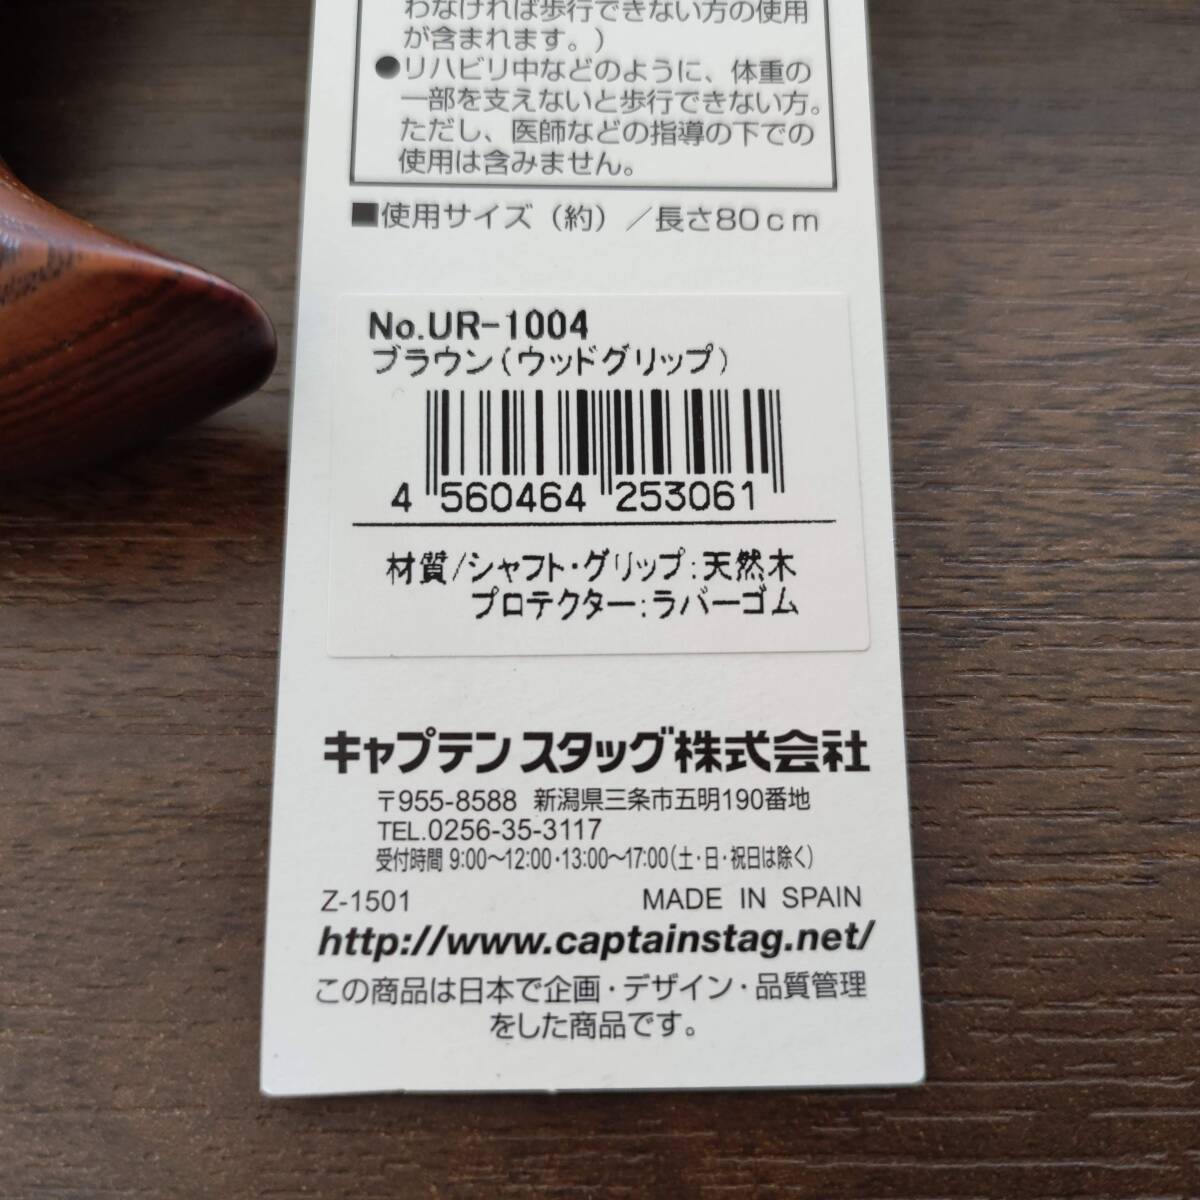 わなければ歩行できない方の使用
が含まれます。)
●リハビリ中などのように、体重の
一部を支えないと歩行できない方。
ただし、医師などの指導の下での
使用は含みません。
■使用サイズ（約）／長さ80cm
No.UR-1004
ブラウン(ウッドグリップ)
4 560464 253061
材質/シャフト・グリップ:天然木
プロテクター:ラバーゴム
キャプテンスタッグ株式会社
〒955-8588 新潟県三条市五明190番地
TEL.0256-35-3117
受付時間 9:00〜12:00・13:00〜17:00(土・日・祝日は除く)
Z-1501 MADE IN SPAIN
http://www.captainstag.net/
この商品は日本で企画・デザイン・品質管理
をした商品です。